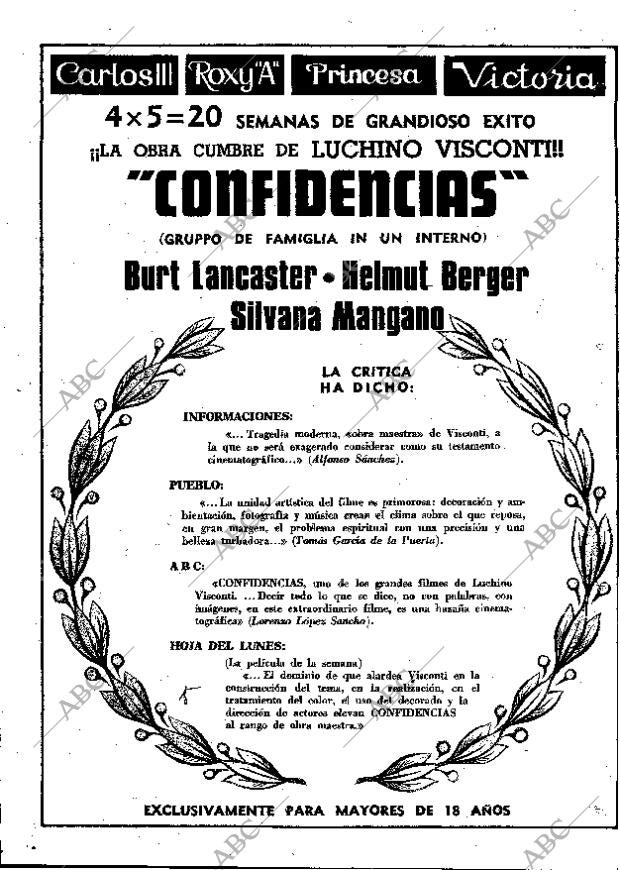 Carlos III Roxy "A" Princesa Victoria
4 x 5 = 20 SEMANAS DE GRANDIOSO EXITO
¡¡LA OBRA CUMBRE DE LUCHINO VISCONTI!!
"CONFIDENCIAS"
(GRUPPO DE FAMIGLIA IN UN INTERNO)
Burt Lancaster • Helmut Berger
Silvana Mangano
LA CRITICA
HA DICHO:
INFORMACIONES:
«... Tragedia moderna, «obra maestra» de Visconti, a
la que no será exagerado considerar como su testamento
cinematográfico...» (Alfonso Sánchez).
PUEBLO:
«...La unidad artística del filme es primorosa: decoración y am-
bientación, fotografía y música crean el clima sobre el que reposa,
en gran margen, el problema espiritual con una precisión y una
belleza turbadora...» (Tomás García de la Puerta).
ABC:
«CONFIDENCIAS, uno de los grandes filmes de Luchino
Visconti. ...Decir todo lo que se dice, no con palabras, con
imágenes, en este extraordinario filme, es una hazaña cinema-
tográfica» (Lorenzo López Sancho).
HOJA DEL LUNES:
(La película de la semana)
«... El dominio de que alardea Visconti en la
construcción del tema, en la realización, en el
tratamiento del color, el uso del decorado y la
dirección de actores elevan CONFIDENCIAS
al rango de obra maestra.»
EXCLUSIVAMENTE PARA MAYORES DE 18 AÑOS